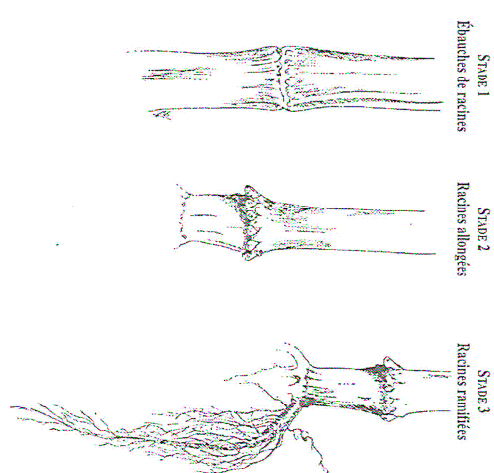 STADE 1
Ébauches de racines
STADE 2
Racines allongées
STADE 3
Racines ramifiées